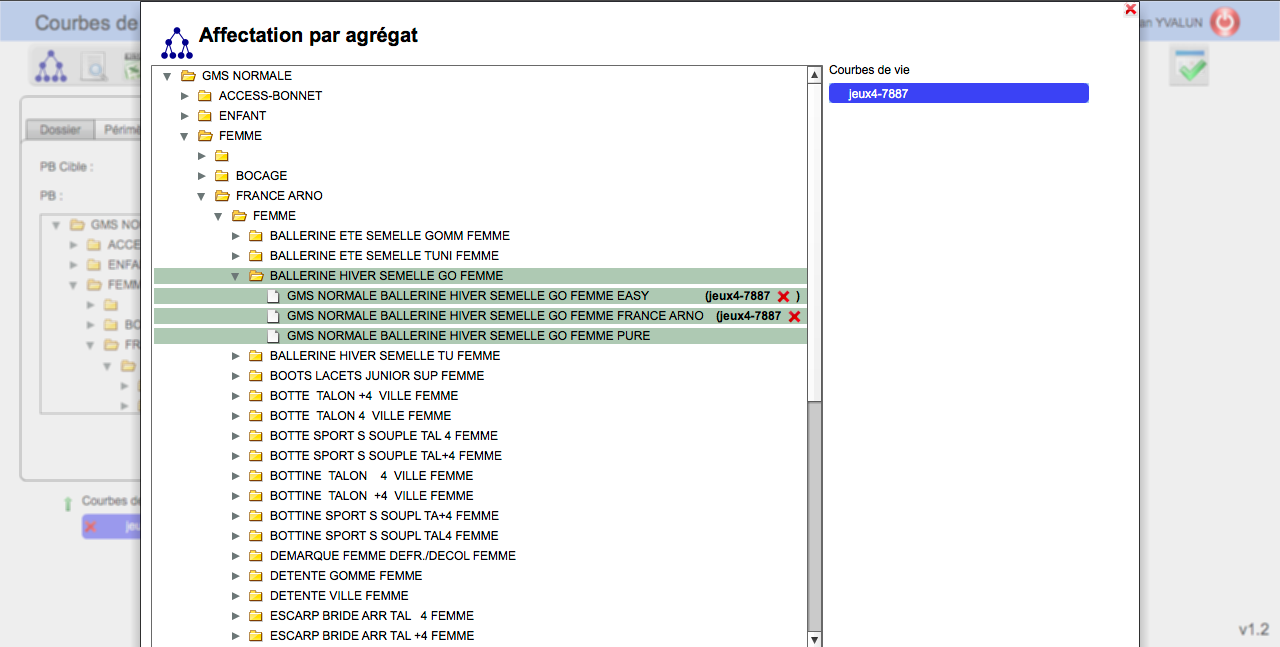 Courbes de
an YVALUN
Affectation par agrégat
Dossier
Périmè
PB Cible :
PB :
GMS NO
ACCE
ENFA
FEMM
BO
FR
Courbes de
jeu
GMS NORMALE
ACCESS-BONNET
ENFANT
FEMME
BOCAGE
FRANCE ARNO
FEMME
BALLERINE ETE SEMELLE GOMM FEMME
BALLERINE ETE SEMELLE TUNI FEMME
BALLERINE HIVER SEMELLE GO FEMME
GMS NORMALE BALLERINE HIVER SEMELLE GO FEMME EASY (jeux4-7887 )
GMS NORMALE BALLERINE HIVER SEMELLE GO FEMME FRANCE ARNO (jeux4-7887
GMS NORMALE BALLERINE HIVER SEMELLE GO FEMME PURE
BALLERINE HIVER SEMELLE TU FEMME
BOOTS LACETS JUNIOR SUP FEMME
BOTTE TALON +4 VILLE FEMME
BOTTE TALON 4 VILLE FEMME
BOTTE SPORT S SOUPLE TAL 4 FEMME
BOTTE SPORT S SOUPLE TAL+4 FEMME
BOTTINE TALON 4 VILLE FEMME
BOTTINE TALON +4 VILLE FEMME
BOTTINE SPORT S SOUPL TA+4 FEMME
BOTTINE SPORT S SOUPL TAL4 FEMME
DEMARQUE FEMME DEFR./DECOL FEMME
DETENTE GOMME FEMME
DETENTE VILLE FEMME
ESCARP BRIDE ARR TAL 4 FEMME
ESCARP BRIDE ARR TAL +4 FEMME
Courbes de vie
jeux4-7887
v1.2